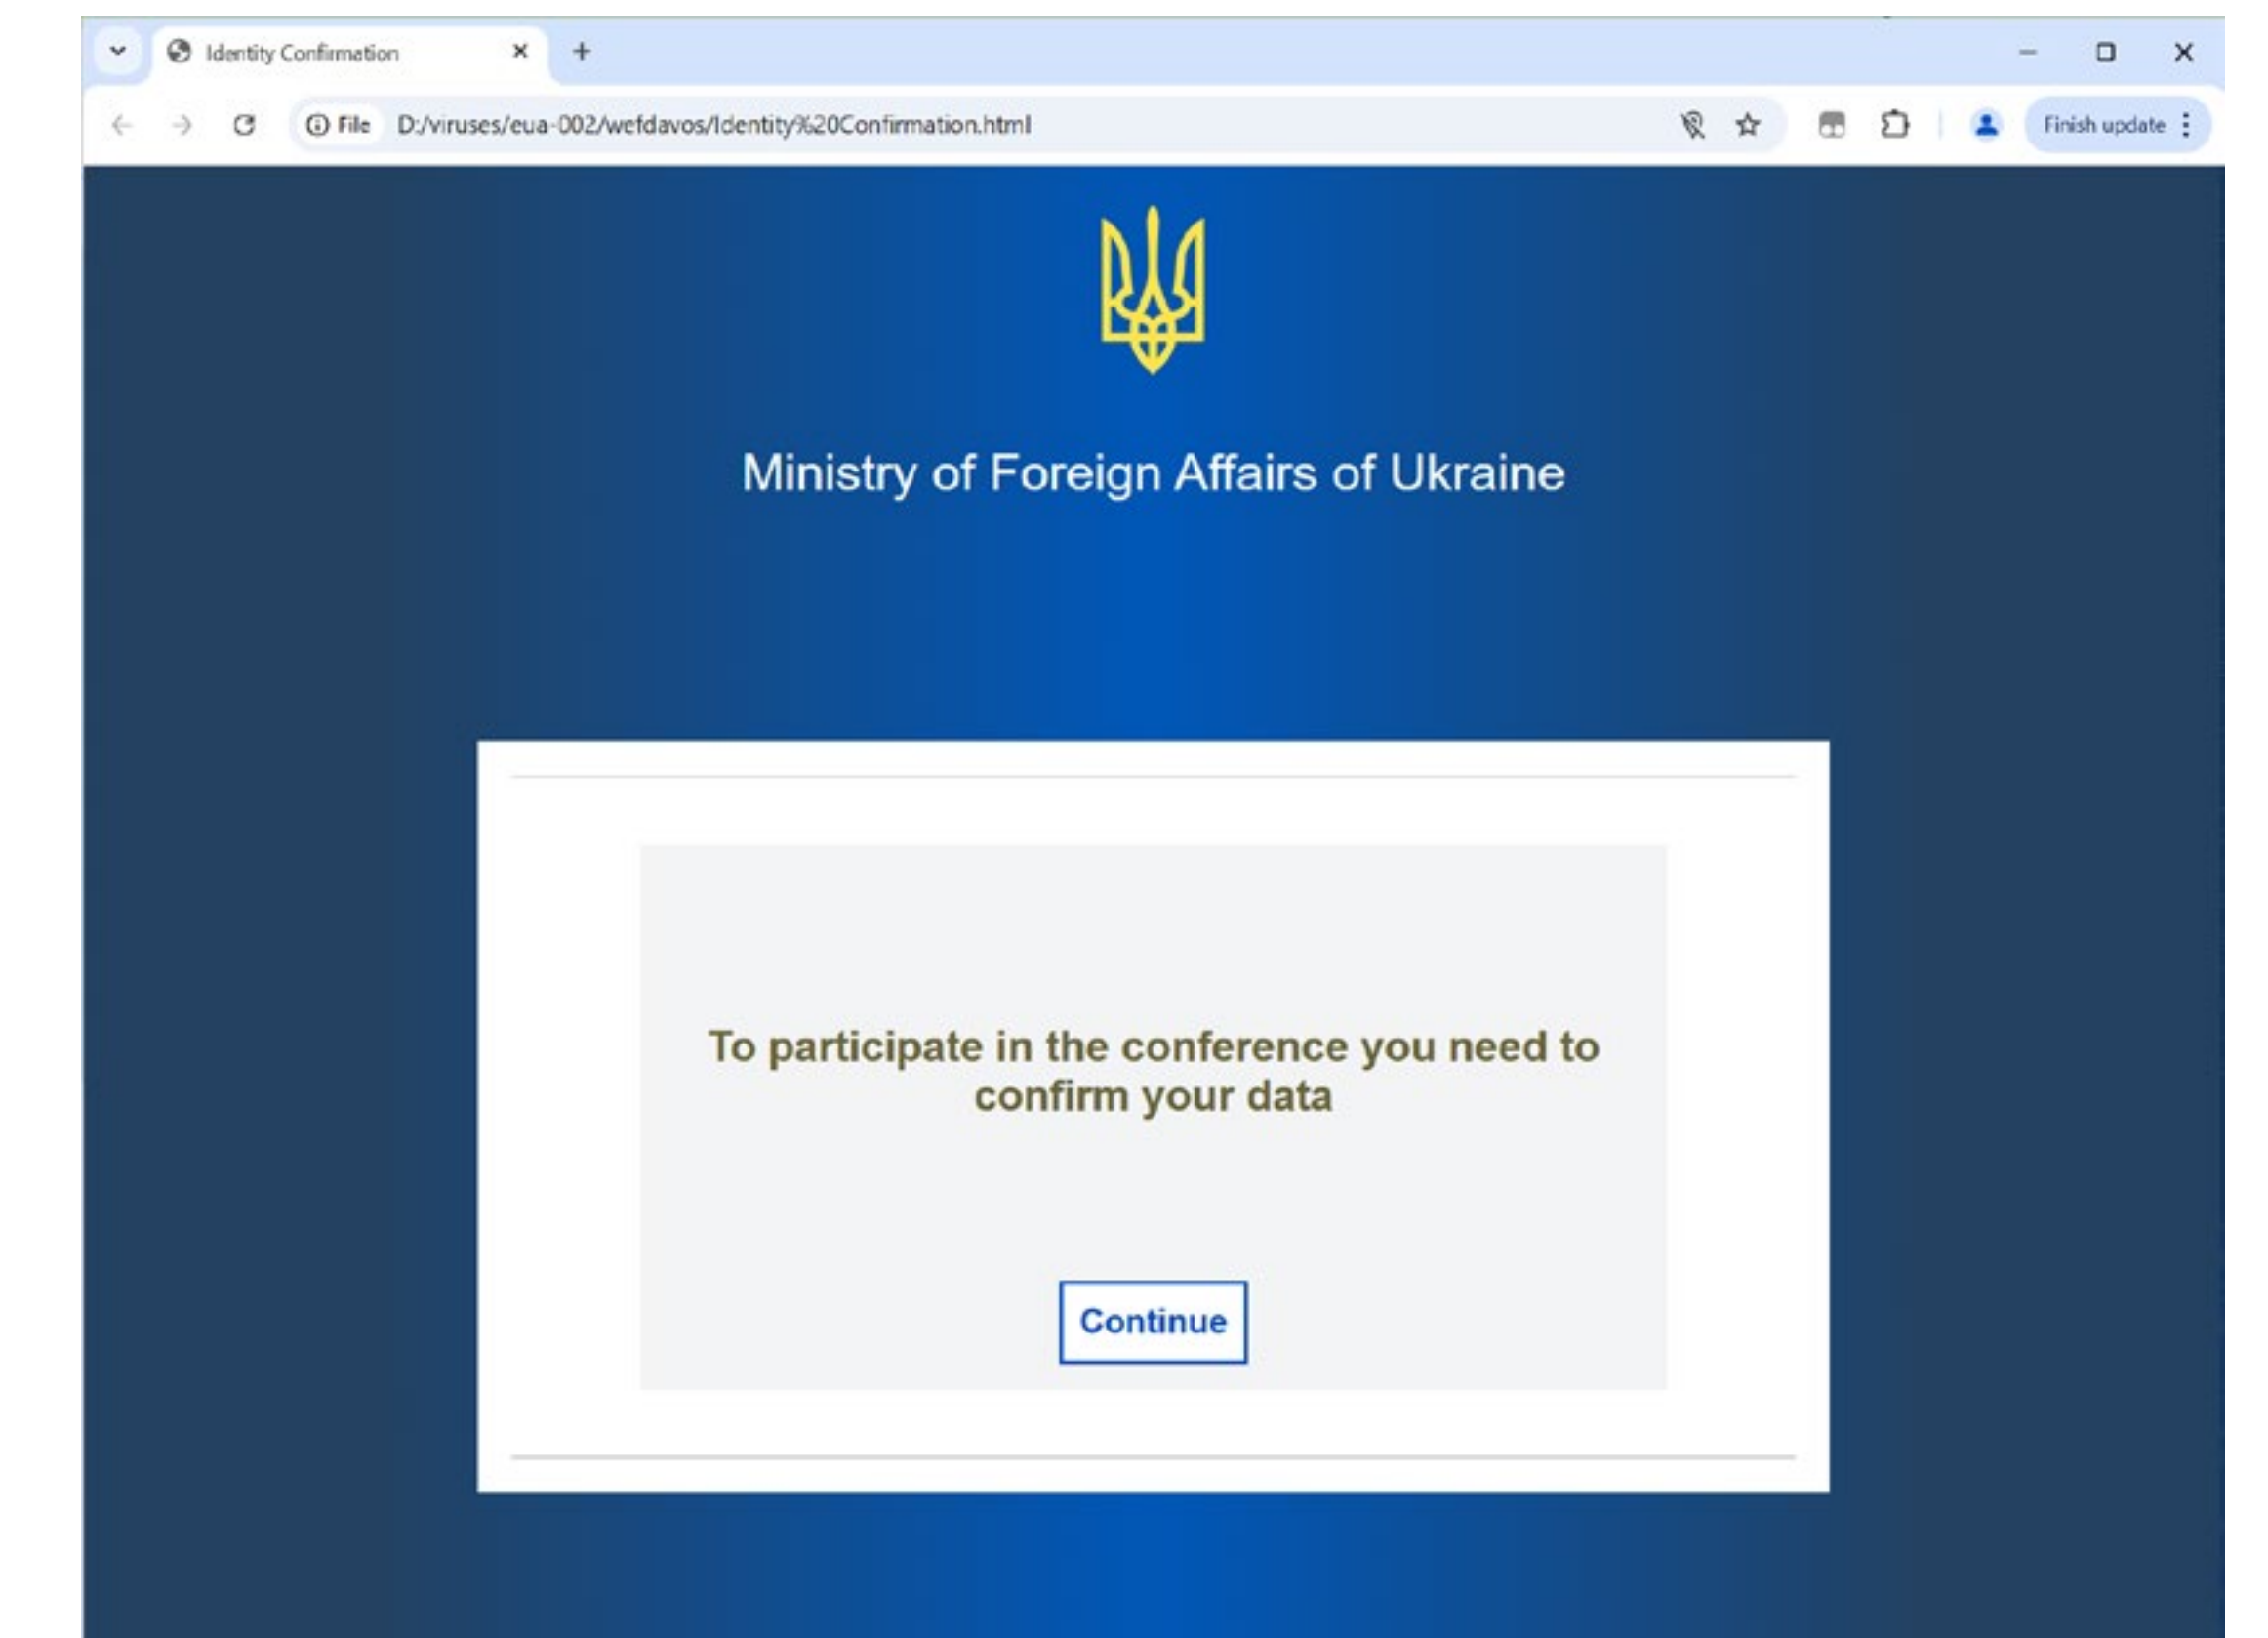 Identity Confirmation
File D:/viruses/eua-002/wefdavos/Identity%20Confirmation.html
Finish update
Ministry of Foreign Affairs of Ukraine
To participate in the conference you need to
confirm your data
Continue